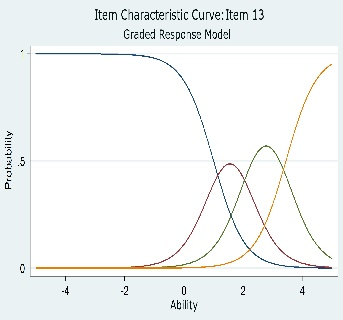 Item Characteristic Curve: Item 13
Graded Response Model
Probability
1
.5
0
-4
-2
0
2
4
Ability